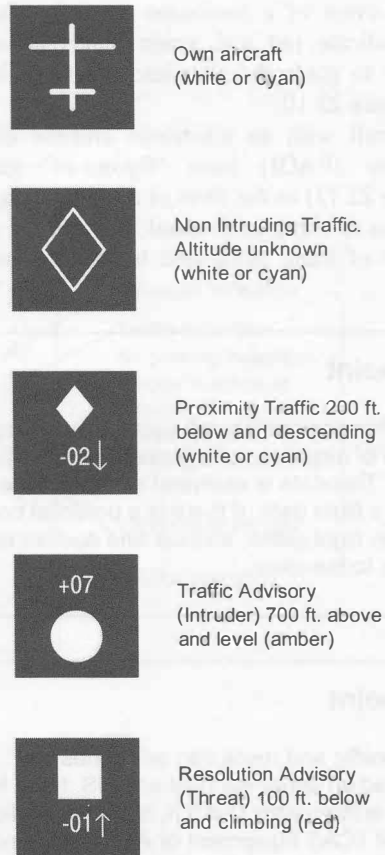 Own aircraft
(white or cyan)
Non Intruding Traffic.
Altitude unknown
(white or cyan)
-02↓
Proximity Traffic 200 ft.
below and descending
(white or cyan)
+07
Traffic Advisory
(Intruder) 700 ft. above
and level (amber)
-01↑
Resolution Advisory
(Threat) 100 ft. below
and climbing (red)